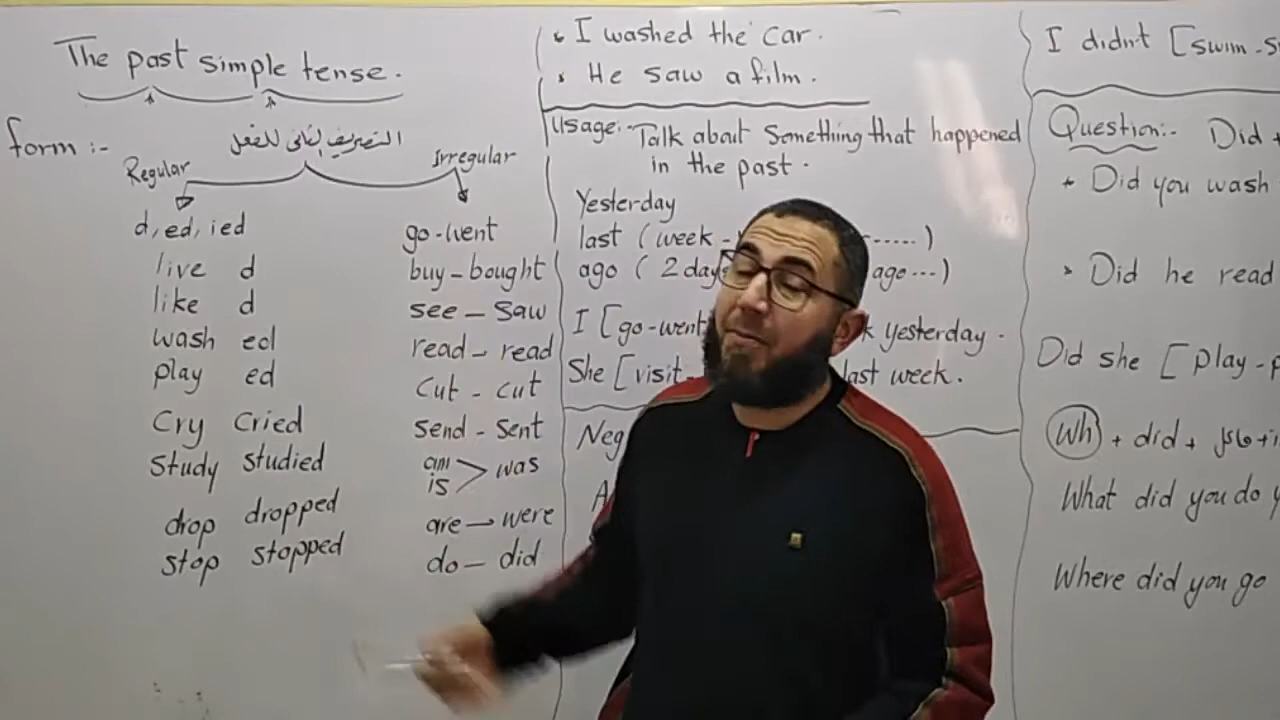 The past simple tense.
form :-
التصريف الثانى للفعل
Regular
Irregular
d, ed, ied
live d
like d
wash ed
play ed
Cry Cried
Study Studied
drop dropped
stop stopped
go-went
buy - bought
see - saw
read - read
cut - cut
send - sent
am
is > was
are → were
do - did
• I washed the car.
• He saw a film.
Usage:- Talk about Something that happened
in the past.
Yesterday
last ( week - ----- )
ago ( 2 days ago --- )
I [go-went yesterday.
She [visit- last week.
Neg
A
I didn't [swim-s
Question:- Did +
* Did you wash
• Did he read
Did she [play-p
Wh + did + فاعل +
What did you do
Where did you go